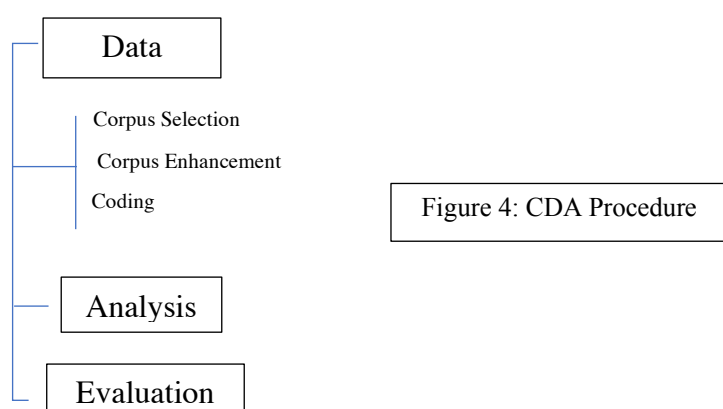 Data
Corpus Selection
Corpus Enhancement
Coding
Figure 4: CDA Procedure
Analysis
Evaluation